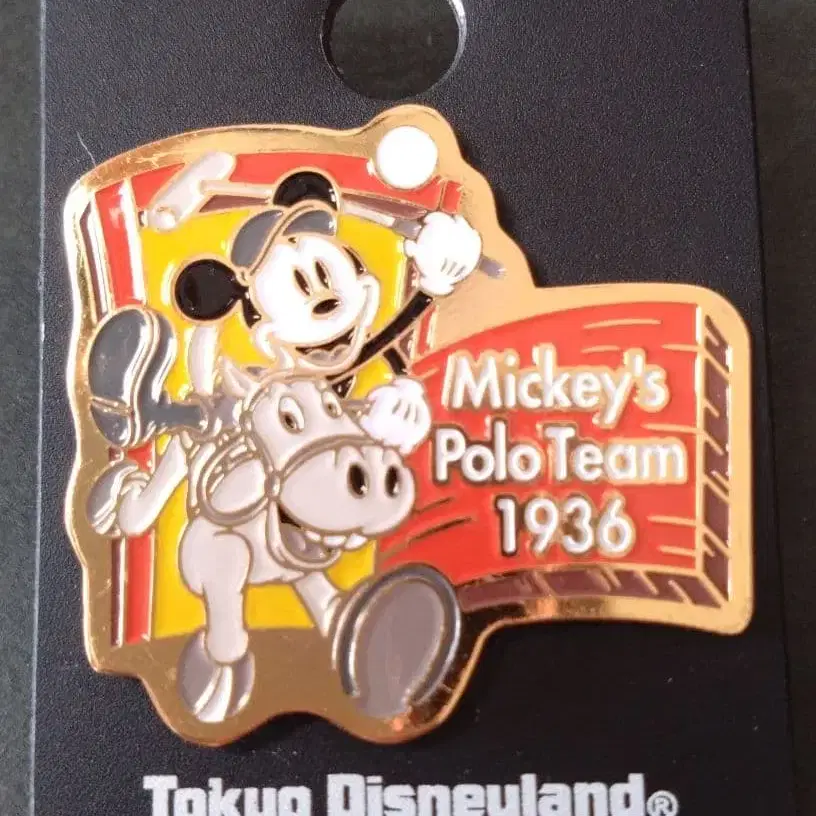 Mickey's
Polo Team
1936
Tokyo Disneyland®